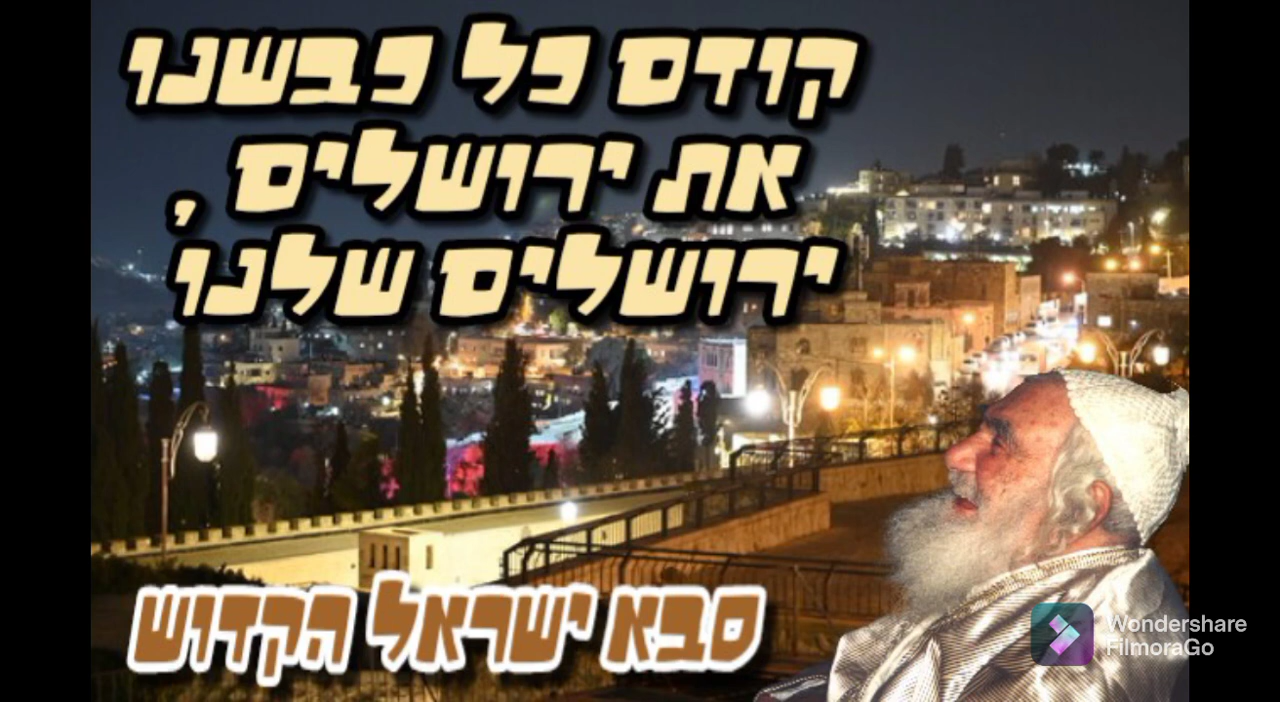 קודם כל כבשנו
את ירושלים ,
ירושלים שלנו
סבא ישראל הקדוש
Wondershare
FilmoraGo